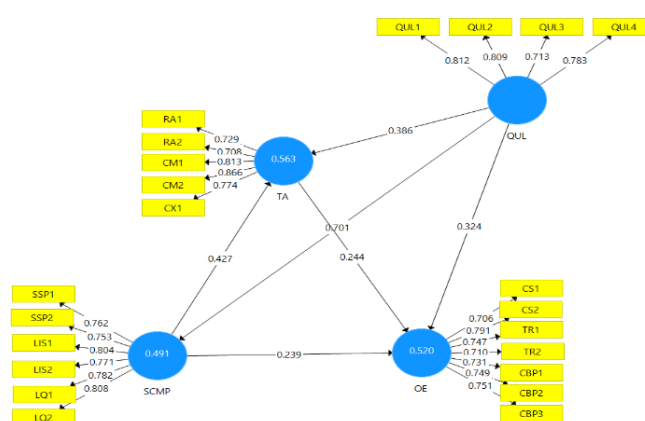 QUL1 QUL2 QUL3 QUL4
0.812 0.809 0.713 0.783
QUL
RA1
RA2
CM1
CM2
CX1
0.729
0.708
0.813
0.866
0.774
0.563
TA
0.386
0.701
0.324
0.427
0.244
0.239
SSP1
SSP2
LIS1
LIS2
LQ1
LQ2
0.762
0.753
0.804
0.771
0.782
0.808
0.491
SCMP
0.520
OE
0.706
0.791
0.747
0.710
0.731
0.749
0.751
CS1
CS2
TR1
TR2
CBP1
CBP2
CBP3